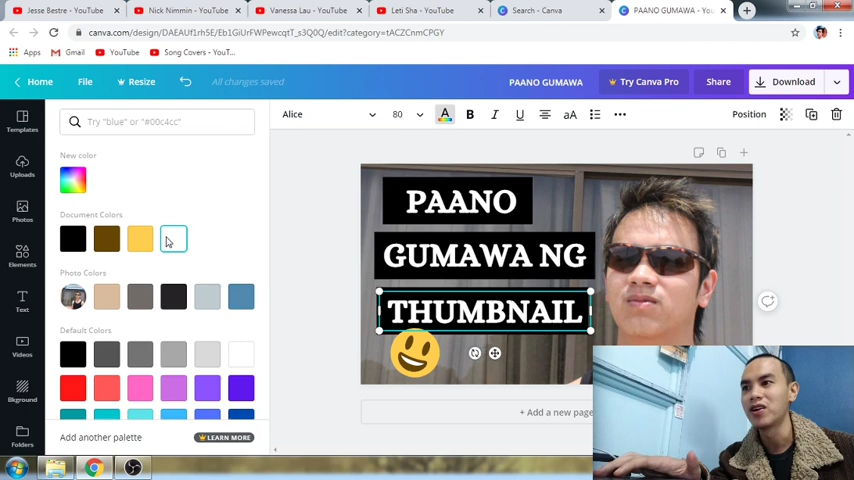 Jesse Bestre - YouTube
Nick Nimmin - YouTube
Vanessa Lau - YouTube
Leti Sha - YouTube
Search - Canva
PAANO GUMAWA - You
canva.com/design/DAEAUf1rh5E/Eb1GiUrFWPewcqtT_s3Q0Q/edit?category=tACZCnmCPGY
Apps
Gmail
YouTube
Song Covers - YouT...
Home
File
Resize
All changes saved
PAANO GUMAWA
Try Canva Pro
Share
Download
Templates
Uploads
Photos
Elements
Text
Videos
Bkground
Folders
Try "blue" or "#00c4cc"
New color
Document Colors
Photo Colors
Default Colors
Add another palette
LEARN MORE
Alice
80
A
B
I
U
aA
Position
PAANO
GUMAWA NG
THUMBNAIL
+ Add a new page